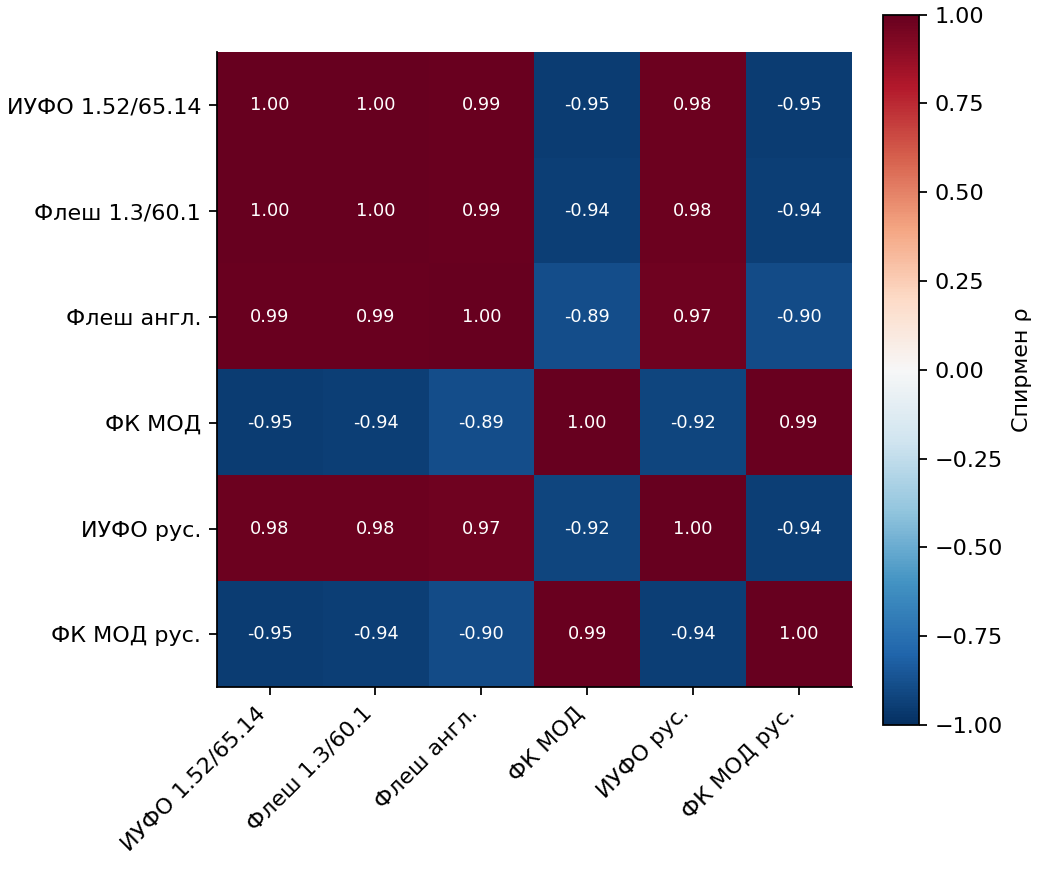 ИУФО 1.52/65.14 1.00 1.00 0.99 -0.95 0.98 -0.95
Флеш 1.3/60.1 1.00 1.00 0.99 -0.94 0.98 -0.94
Флеш англ. 0.99 0.99 1.00 -0.89 0.97 -0.90
ФК МОД -0.95 -0.94 -0.89 1.00 -0.92 0.99
ИУФО рус. 0.98 0.98 0.97 -0.92 1.00 -0.94
ФК МОД рус. -0.95 -0.94 -0.90 0.99 -0.94 1.00
ИУФО 1.52/65.14
Флеш 1.3/60.1
Флеш англ.
ФК МОД
ИУФО рус.
ФК МОД рус.
1.00
0.75
0.50
0.25
0.00
−0.25
−0.50
−0.75
−1.00
Спирмен ρ